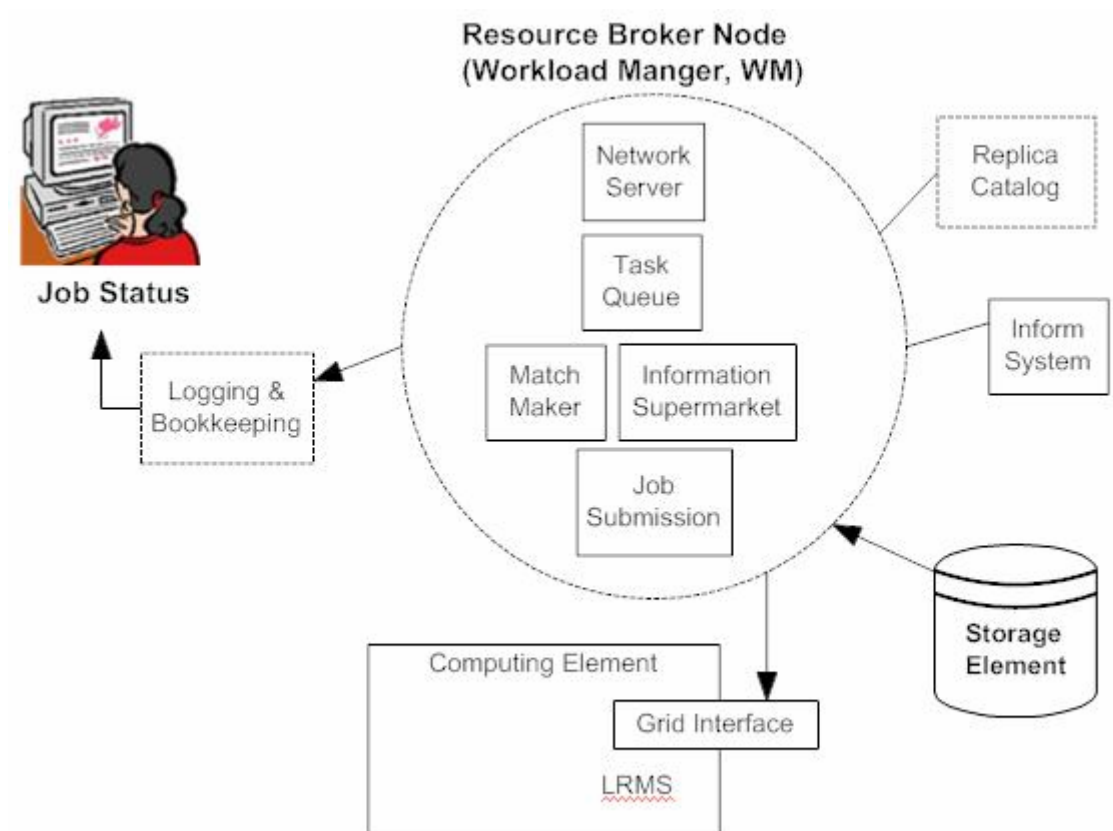 Resource Broker Node
(Workload Manger, WM)
Network
Server
Replica
Catalog
Task
Queue
Job Status
Inform
System
Match
Maker
Information
Supermarket
Logging &
Bookkeeping
Job
Submission
Storage
Element
Computing Element
Grid Interface
LRMS